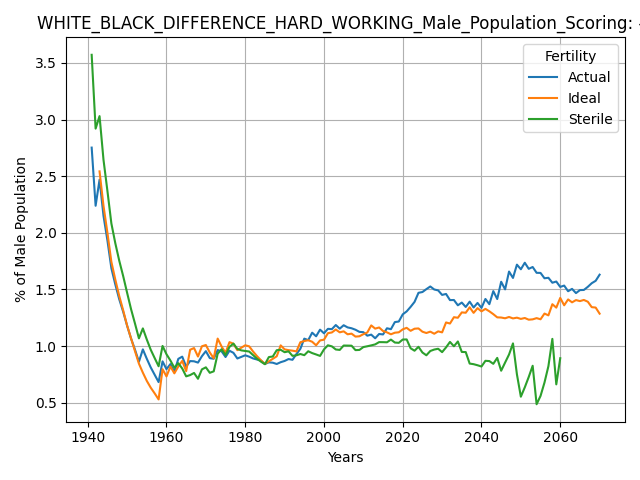 WHITE_BLACK_DIFFERENCE_HARD_WORKING_Male_Population_Scoring:
Fertility
Actual
Ideal
Sterile
% of Male Population
3.5
3.0
2.5
2.0
1.5
1.0
0.5
1940 1960 1980 2000 2020 2040 2060
Years